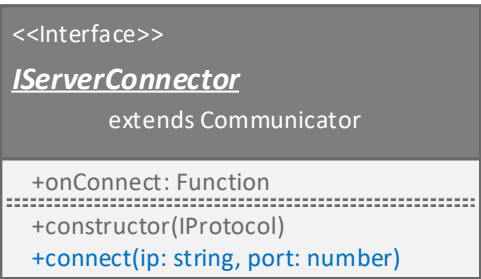 <<Interface>>
IServerConnector
extends Communicator
+onConnect: Function
+constructor(IProtocol)
+connect(ip: string, port: number)